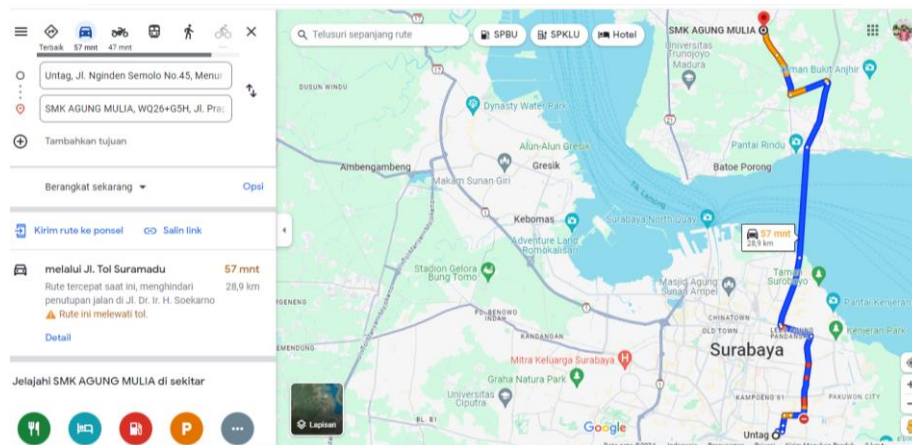 Terbaik
57 mnt
47 mnt
Untag, Jl. Nginden Semolo No.45, Menur
SMK AGUNG MULIA, WQ26+G5H, Jl. Pra
Tambahkan tujuan
Berangkat sekarang
Opsi
Kirim rute ke ponsel
Salin link
melalui Jl. Tol Suramadu
57 mnt
Rute tercepat saat ini, menghindari
28,9 km
penutupan jalan di Jl. Dr. Ir. H. Soekarno
Rute ini melewati tol.
Detail
Jelajahi SMK AGUNG MULIA di sekitar
P
Telusuri sepanjang rute
SPBU
SPKLU
Hotel
SMK AGUNG MULIA
Universitas
Trunojoyo
Madura
Bukit Anjhir
DUSUN WINDU
Dynasty Water Park
Pantai Rindu
Batoe Porong
Alun-Alun Gresik
Gresik
Ambengambeng
Makam Sunan Giri
Kebomas
Surabaya North Quay
57 mnt
28,9 km
Adventure Land
Romokalisari
Stadion Gelora
Bung Tomo
Masjid Agung
Sunan Ampel
Taman
Suroboyo
Pantai Kenjeran
CHINATOWN
OLD TOWN
Kenjeran Park
KANDANGAN
Surabaya
Mitra Keluarga Surabaya
H
Graha Natura Park
Universitas
Ciputra
PAKUWON CITY
Lapisan
Google
Untag